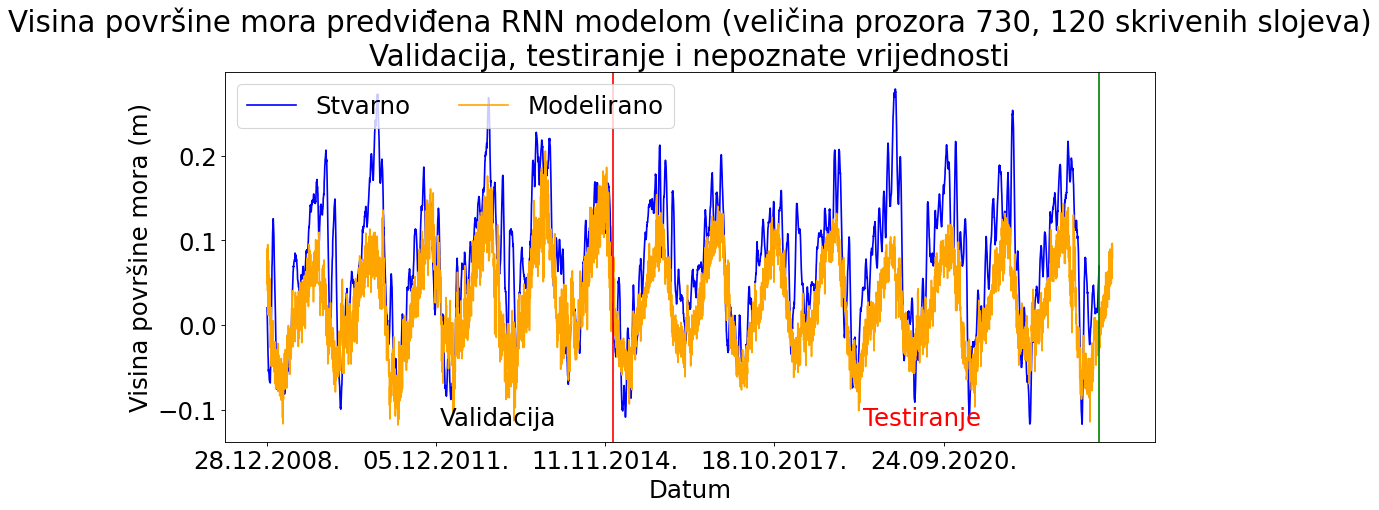 Visina površine mora predviđena RNN modelom (veličina prozora 730, 120 skrivenih slojeva)
Validacija, testiranje i nepoznate vrijednosti
Stvarno
Modelirano
Visina površine mora (m)
0.2
0.1
0.0
−0.1
Validacija
Testiranje
28.12.2008.
05.12.2011.
11.11.2014.
18.10.2017.
24.09.2020.
Datum